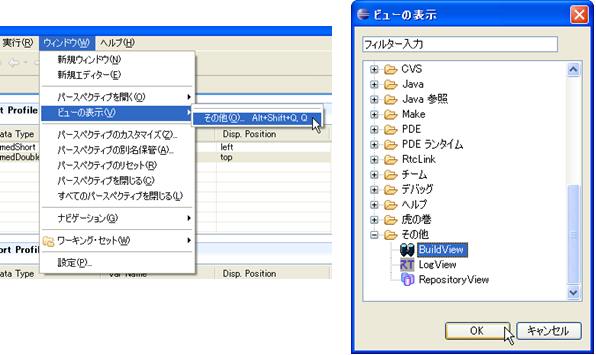 実行(R) ウィンドウ(W) ヘルプ(H)
新規ウィンドウ(N)
新規エディター(E)
パースペクティブを開く(O)
ビューの表示(V)
その他(O)... Alt+Shift+Q, Q
パースペクティブのカスタマイズ(Z)...
パースペクティブの別名保管(A)...
パースペクティブのリセット(R)
パースペクティブを閉じる(C)
すべてのパースペクティブを閉じる(L)
ナビゲーション(G)
ワーキング・セット(W)
設定(P)...
rt Profile
ata Type Disp. Position
medShort left
medDouble top
ort Profil
ata Type Var Name Disp. Position
ビューの表示
フィルター入力
CVS
Java
Java 参照
Make
PDE
PDE ランタイム
RtcLink
チーム
デバッグ
ヘルプ
虎の巻
その他
BuildView
LogView
RepositoryView
OK キャンセル